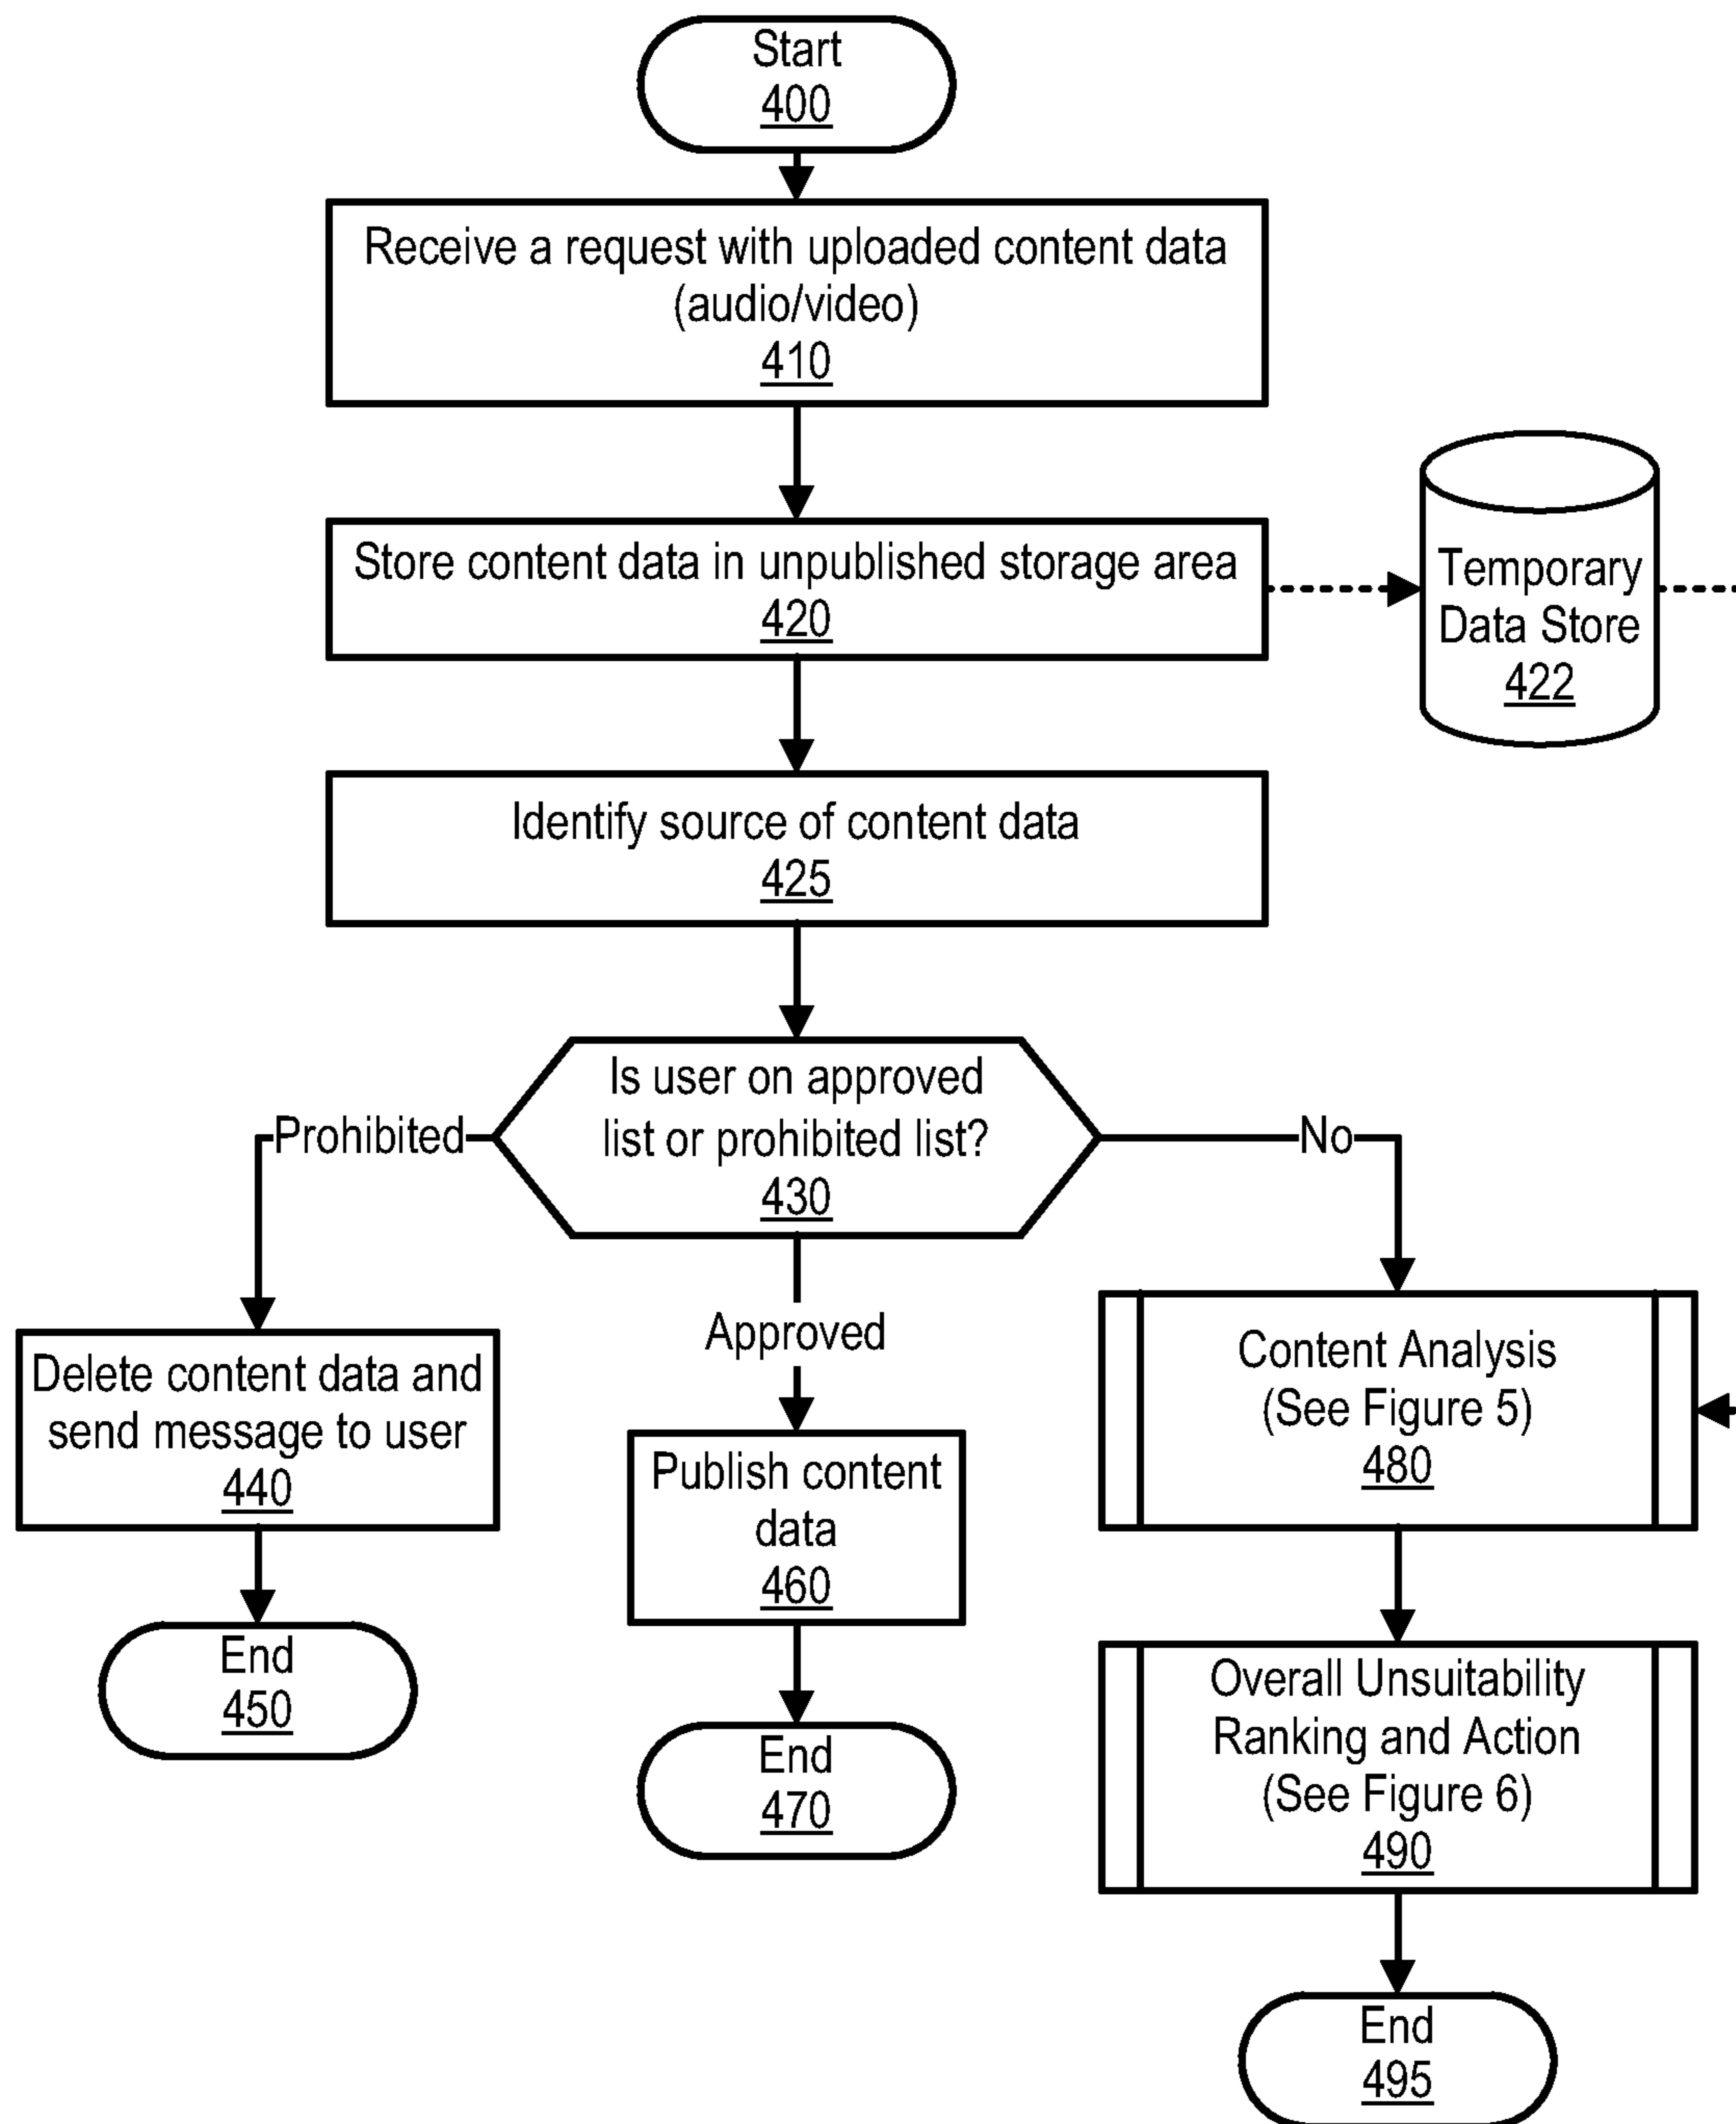 Start
400
Receive a request with uploaded content data
(audio/video)
410
Store content data in unpublished storage area
420
Temporary
Data Store
422
Identify source of content data
425
Is user on approved
list or prohibited list?
430
Prohibited
No
Approved
Delete content data and
send message to user
440
End
450
Publish content
data
460
End
470
Content Analysis
(See Figure 5)
480
Overall Unsuitability
Ranking and Action
(See Figure 6)
490
End
495